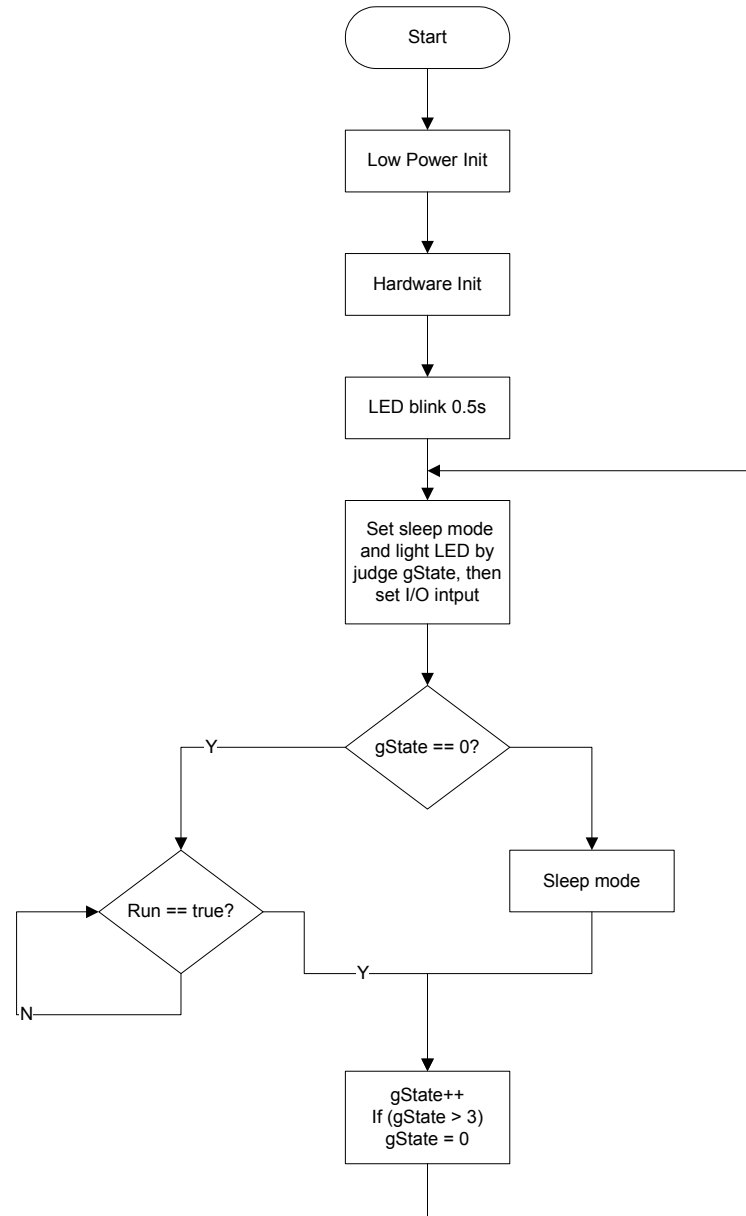 Start
Low Power Init
Hardware Init
LED blink 0.5s
Set sleep mode
and light LED by
judge gState, then
set I/O intput
gState == 0?
Y
Sleep mode
Run == true?
Y
N
gState++
If (gState > 3)
gState = 0